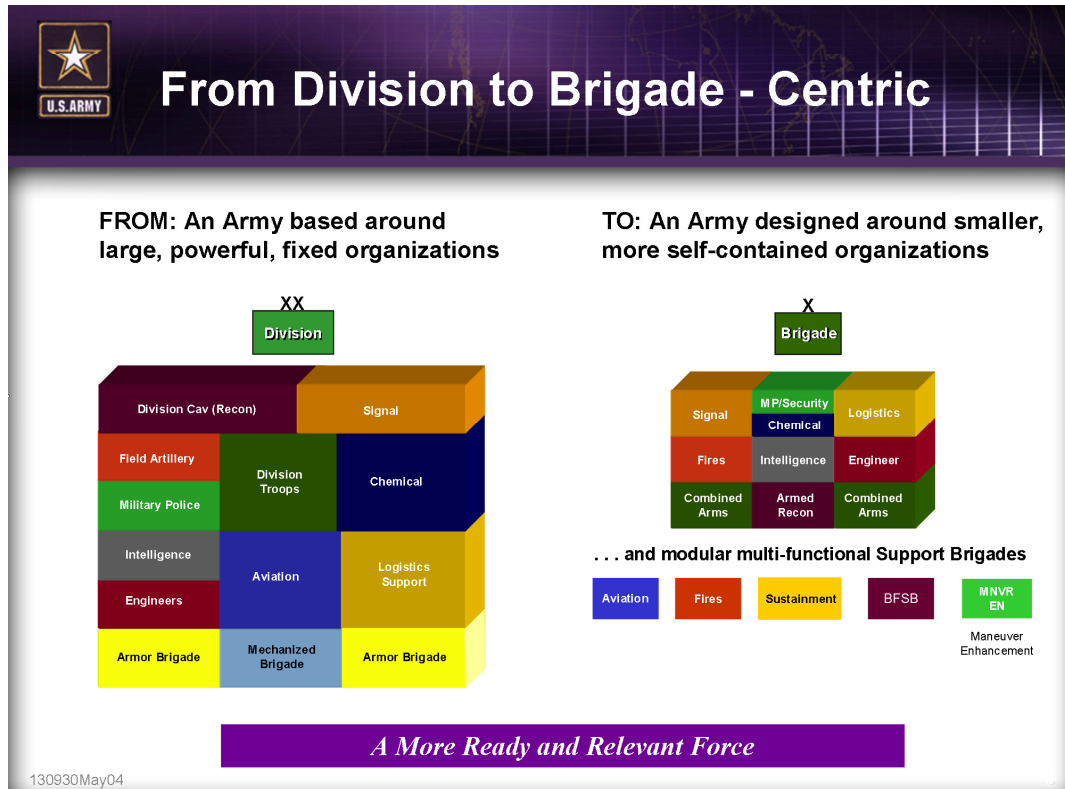 U.S.ARMY
From Division to Brigade - Centric
FROM: An Army based around
large, powerful, fixed organizations
XX
Division
Division Cav (Recon)
Signal
Field Artillery
Division
Troops
Chemical
Military Police
Intelligence
Aviation
Logistics
Support
Engineers
Armor Brigade
Mechanized
Brigade
Armor Brigade
TO: An Army designed around smaller,
more self-contained organizations
X
Brigade
Signal
MP/Security
Chemical
Logistics
Fires
Intelligence
Engineer
Combined
Arms
Armed
Recon
Combined
Arms
. . . and modular multi-functional Support Brigades
Aviation
Fires
Sustainment
BFSB
MNVR
EN
Maneuver
Enhancement
A More Ready and Relevant Force
130930May04